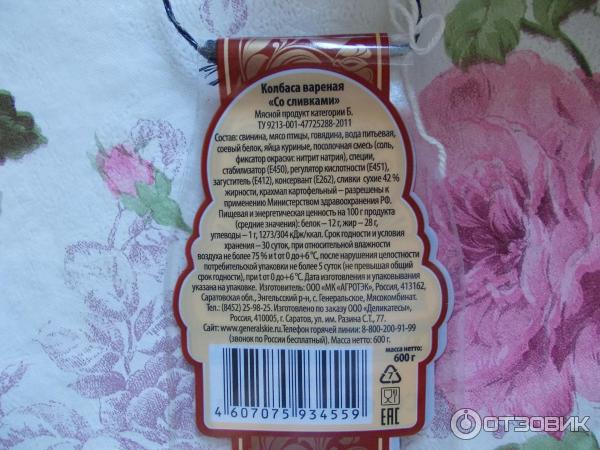 Колбаса вареная
«Со сливками»
Мясной продукт категории Б.
ТУ 9213-001-47725288-2011
Состав: свинина, мясо птицы, говядина, вода питьевая,
соевый белок, яйца куриные, посолочная смесь (соль,
фиксатор окраски: нитрит натрия), специи,
стабилизатор (Е450), регулятор кислотности (Е451),
загуститель (Е412), консервант (Е262), сливки сухие 42 %
жирности, крахмал картофельный – разрешены к
применению Министерством здравоохранения РФ.
Пищевая и энергетическая ценность на 100 г продукта
(средние значения): белок – 12 г, жир – 28 г,
углеводы – 1 г, 1273/304 кДж/ккал. Срок годности и условия
хранения – 30 суток, при относительной влажности
воздуха не более 75 % и t от 0 до+6 °С, после нарушения целостности
потребительской упаковки не более 5 суток (не превышая общий
срок годности), при t от 0 до +6 °С. Дата изготовления и упаковывания
указана на упаковке. Изготовитель: ООО «МК «АГРОТЭК», Россия, 413162,
Саратовская обл., Энгельсский р-н, с. Генеральское, Мясокомбинат.
Тел.: (8452) 25-98-25. Изготовлено по заказу ООО «Деликатесы»,
Россия, 410005, г. Саратов, ул. им. Разина С.Т., 77.
Сайт: www.generalskie.ru.Телефон горячей линии: 8-800-200-91-99
(звонок по России бесплатный). Масса нетто: 600 г.
масса нетто:
600 г
7
EAC
4 607075 934559
ОТЗОВИК